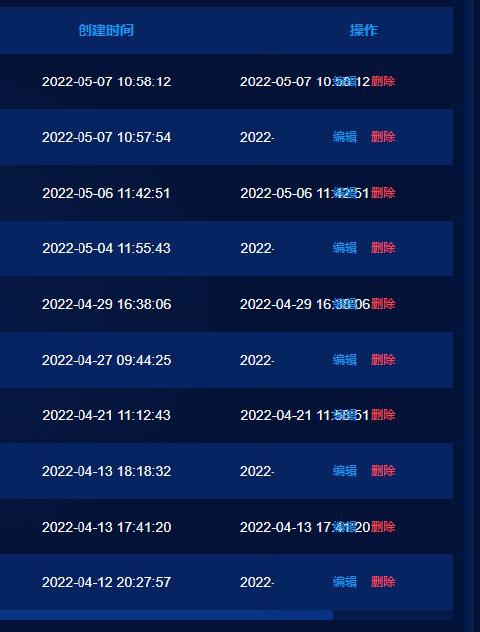 创建时间 操作
2022-05-07 10:58:12 2022-05-07 10:58:12 编辑 删除
2022-05-07 10:57:54 2022- 编辑 删除
2022-05-06 11:42:51 2022-05-06 11:42:51 编辑 删除
2022-05-04 11:55:43 2022- 编辑 删除
2022-04-29 16:38:06 2022-04-29 16:38:06 编辑 删除
2022-04-27 09:44:25 2022- 编辑 删除
2022-04-21 11:12:43 2022-04-21 编辑 删除
2022-04-13 18:18:32 2022- 编辑 删除
2022-04-13 17:41:20 2022-04-13 17:41:20 编辑 删除
2022-04-12 20:27:57 2022- 编辑 删除